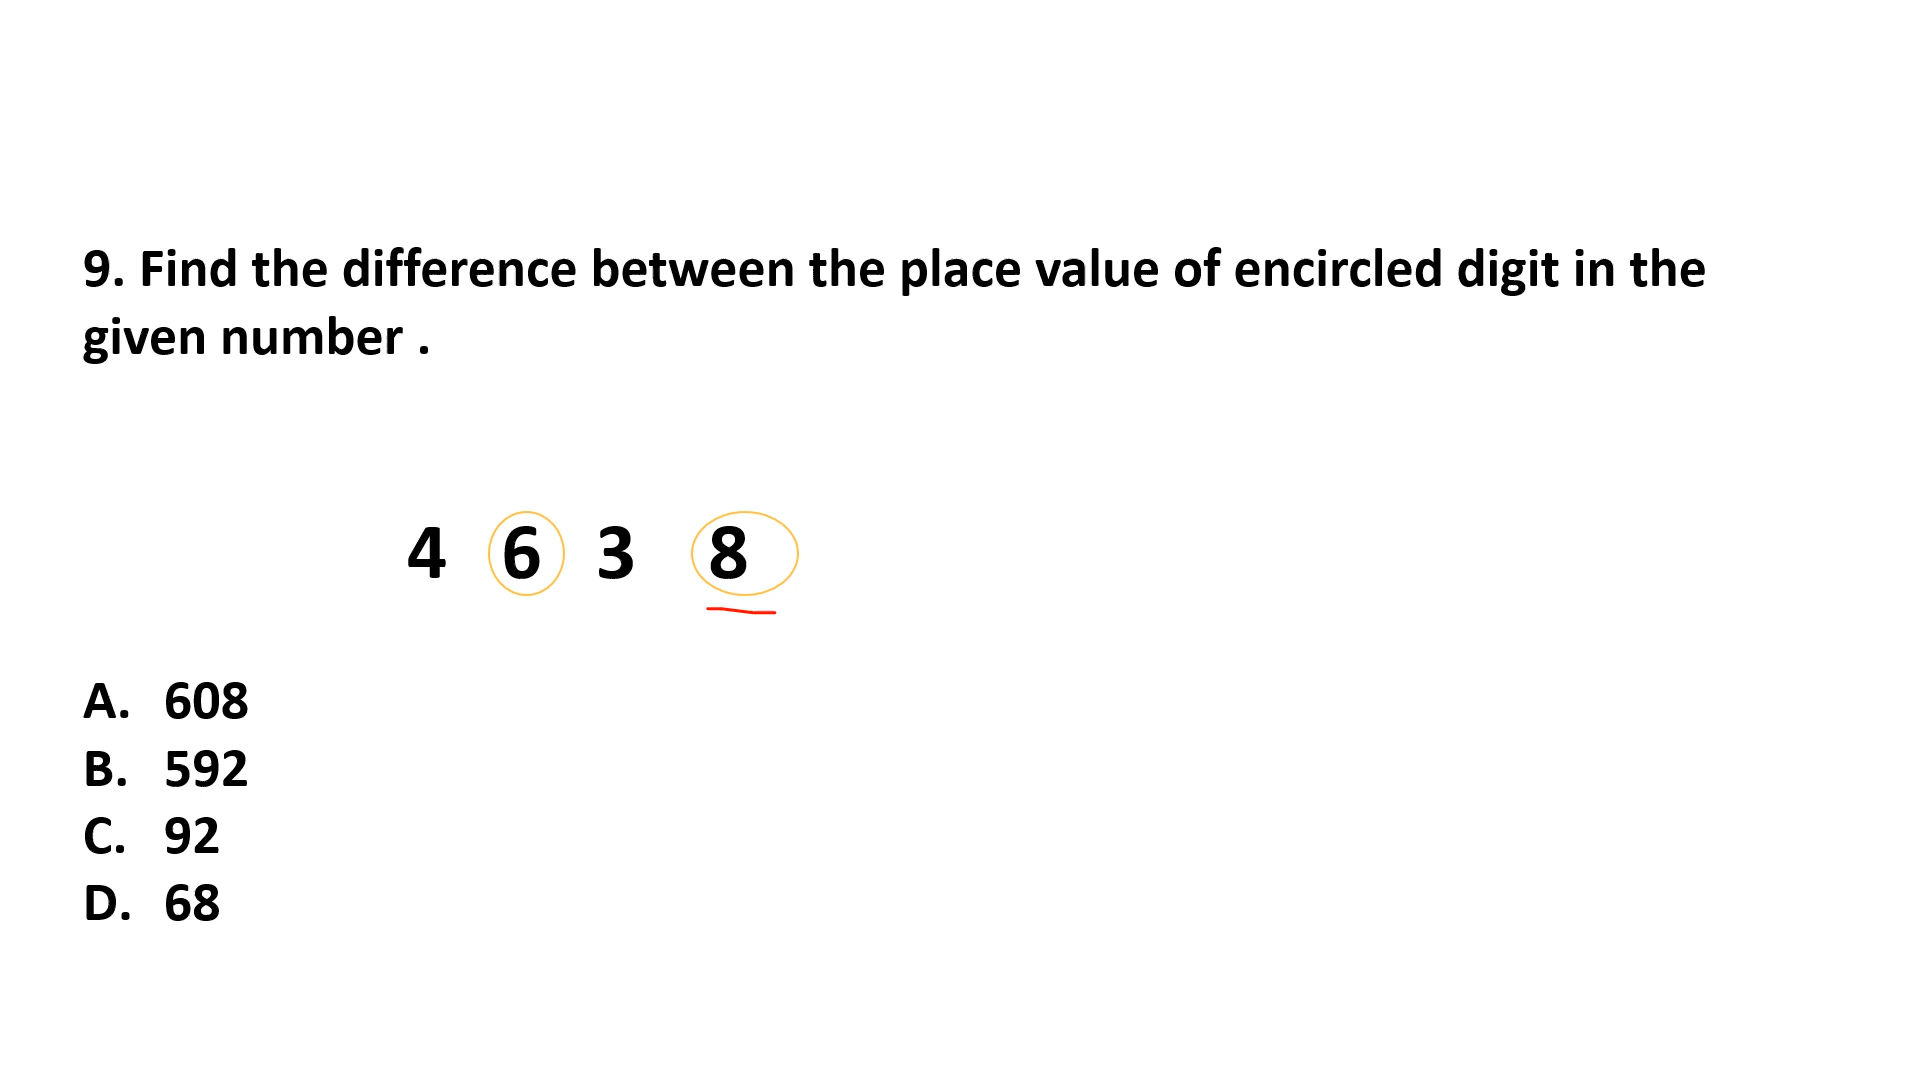 9. Find the difference between the place value of encircled digit in the
given number .
4 6 3 8
A. 608
B. 592
C. 92
D. 68